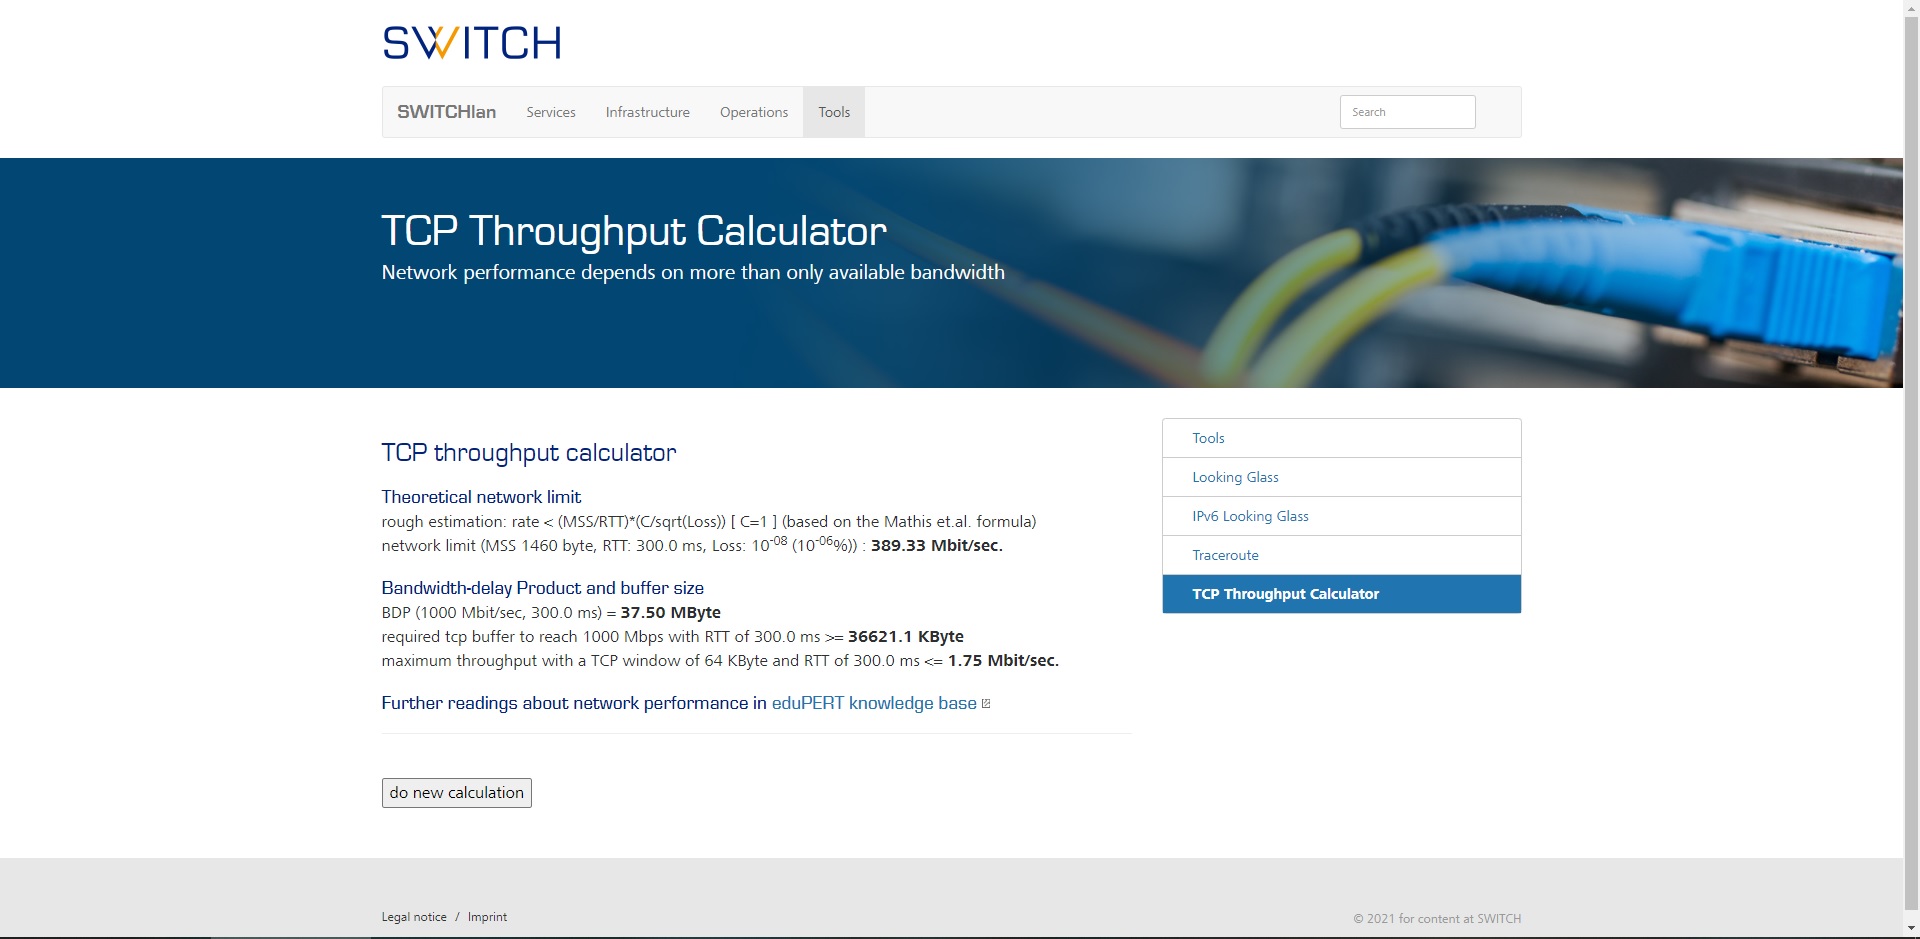 SWITCH
SWITCHlan Services Infrastructure Operations Tools Search
TCP Throughput Calculator
Network performance depends on more than only available bandwidth
TCP throughput calculator
Theoretical network limit
rough estimation: rate < (MSS/RTT)*(C/sqrt(Loss)) [ C=1 ] (based on the Mathis et.al. formula)
network limit (MSS 1460 byte, RTT: 300.0 ms, Loss: 10-08 (10-06%)) : 389.33 Mbit/sec.
Bandwidth-delay Product and buffer size
BDP (1000 Mbit/sec, 300.0 ms) = 37.50 MByte
required tcp buffer to reach 1000 Mbps with RTT of 300.0 ms >= 36621.1 KByte
maximum throughput with a TCP window of 64 KByte and RTT of 300.0 ms <= 1.75 Mbit/sec.
Further readings about network performance in eduPERT knowledge base
do new calculation
Tools
Looking Glass
IPv6 Looking Glass
Traceroute
TCP Throughput Calculator
Legal notice / Imprint
© 2021 for content at SWITCH